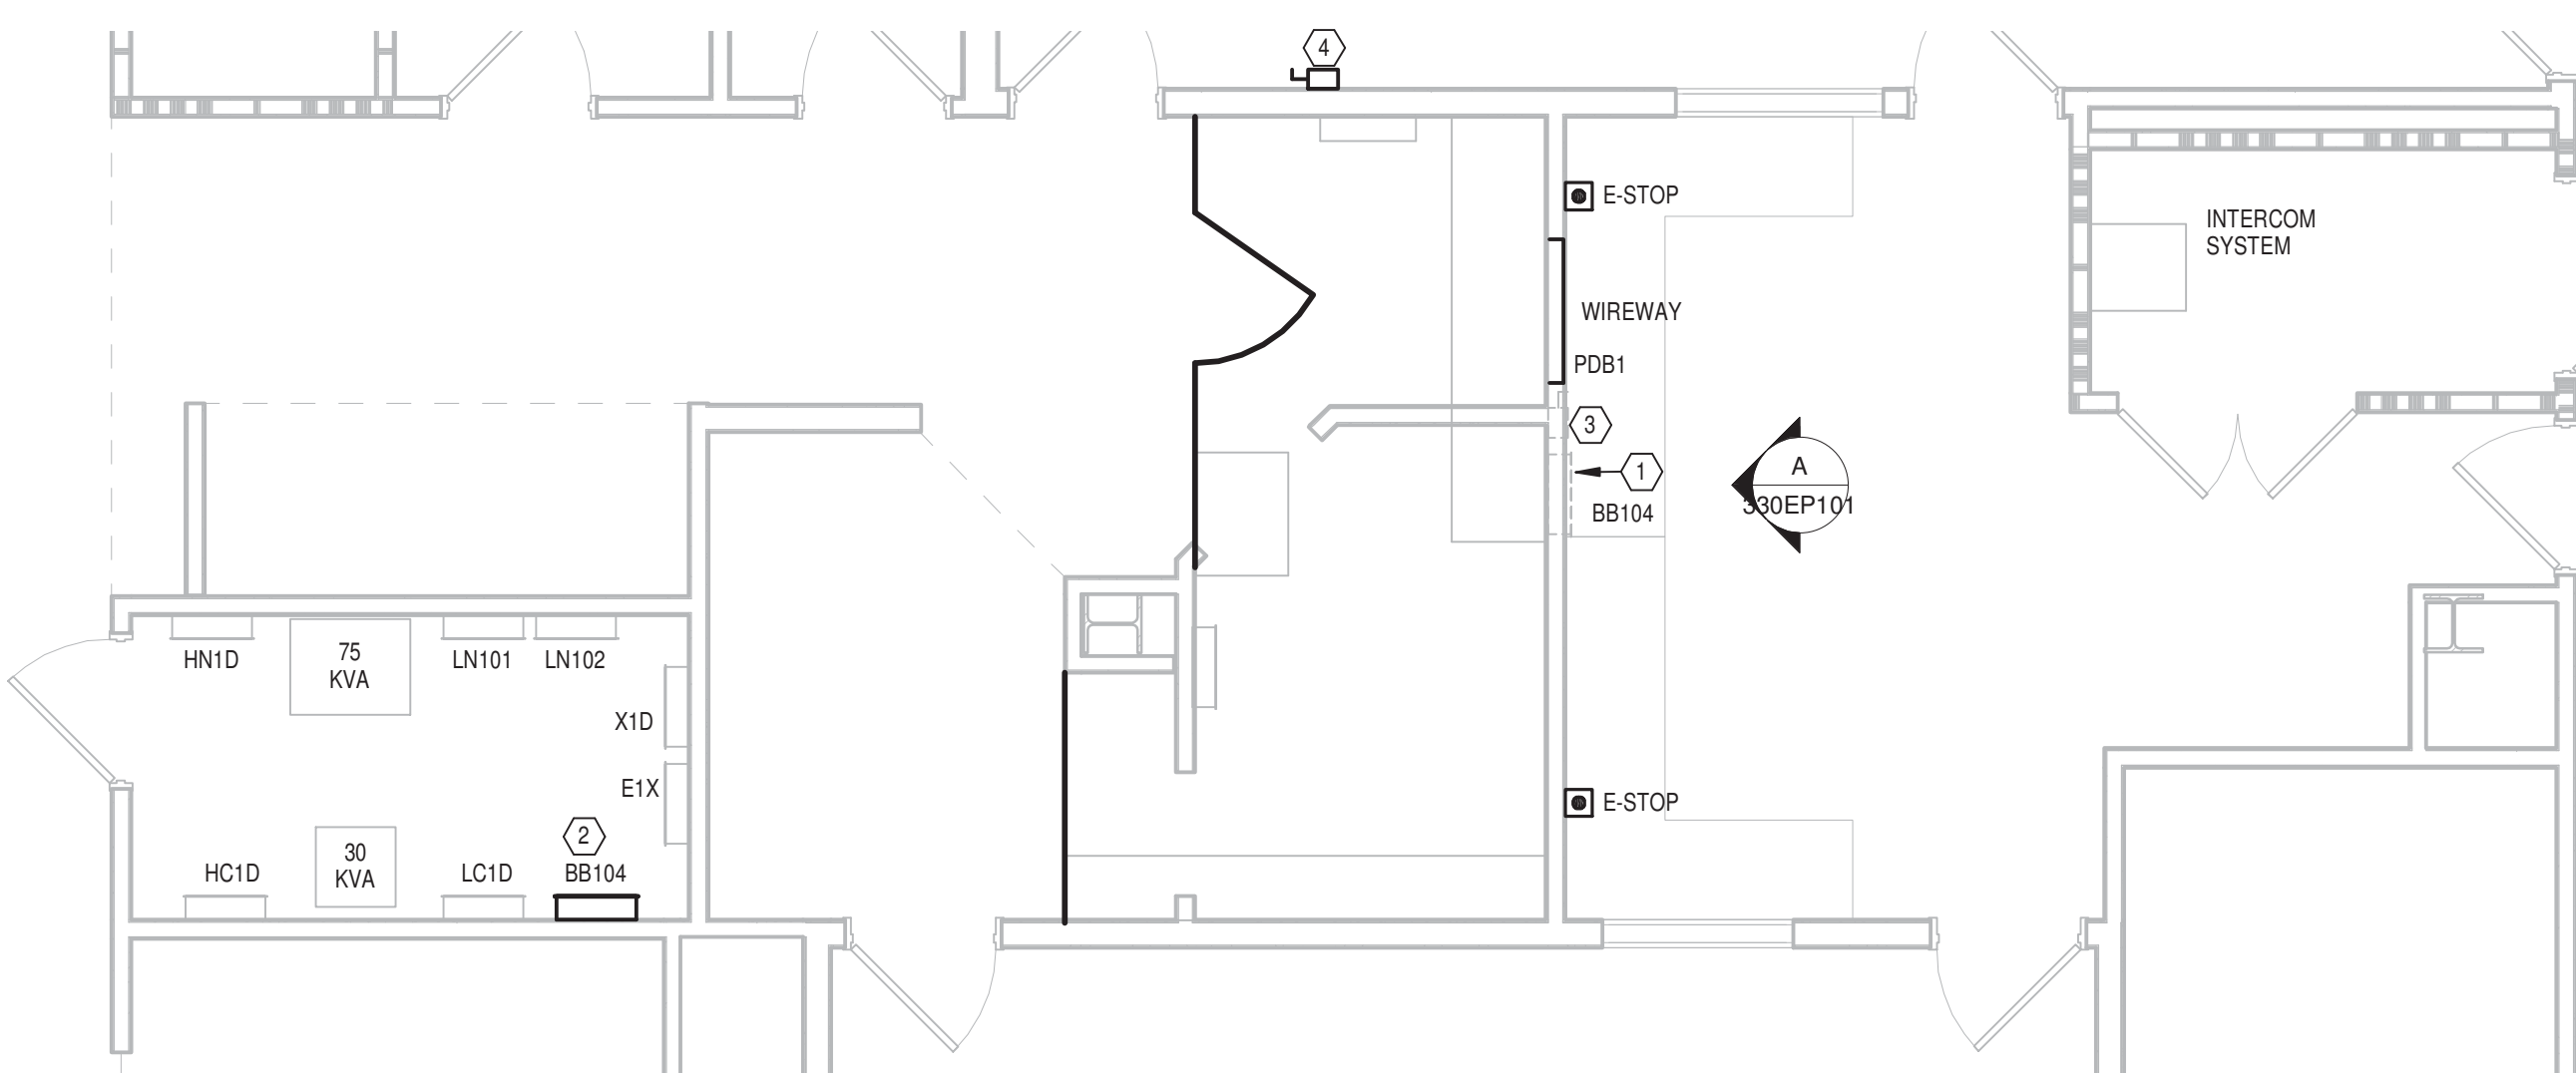 4
E-STOP
INTERCOM
SYSTEM
WIREWAY
PDB1
3
1
A
330EP101
BB104
HN1D
75
KVA
LN101
LN102
X1D
E1X
E-STOP
2
HC1D
30
KVA
LC1D
BB104